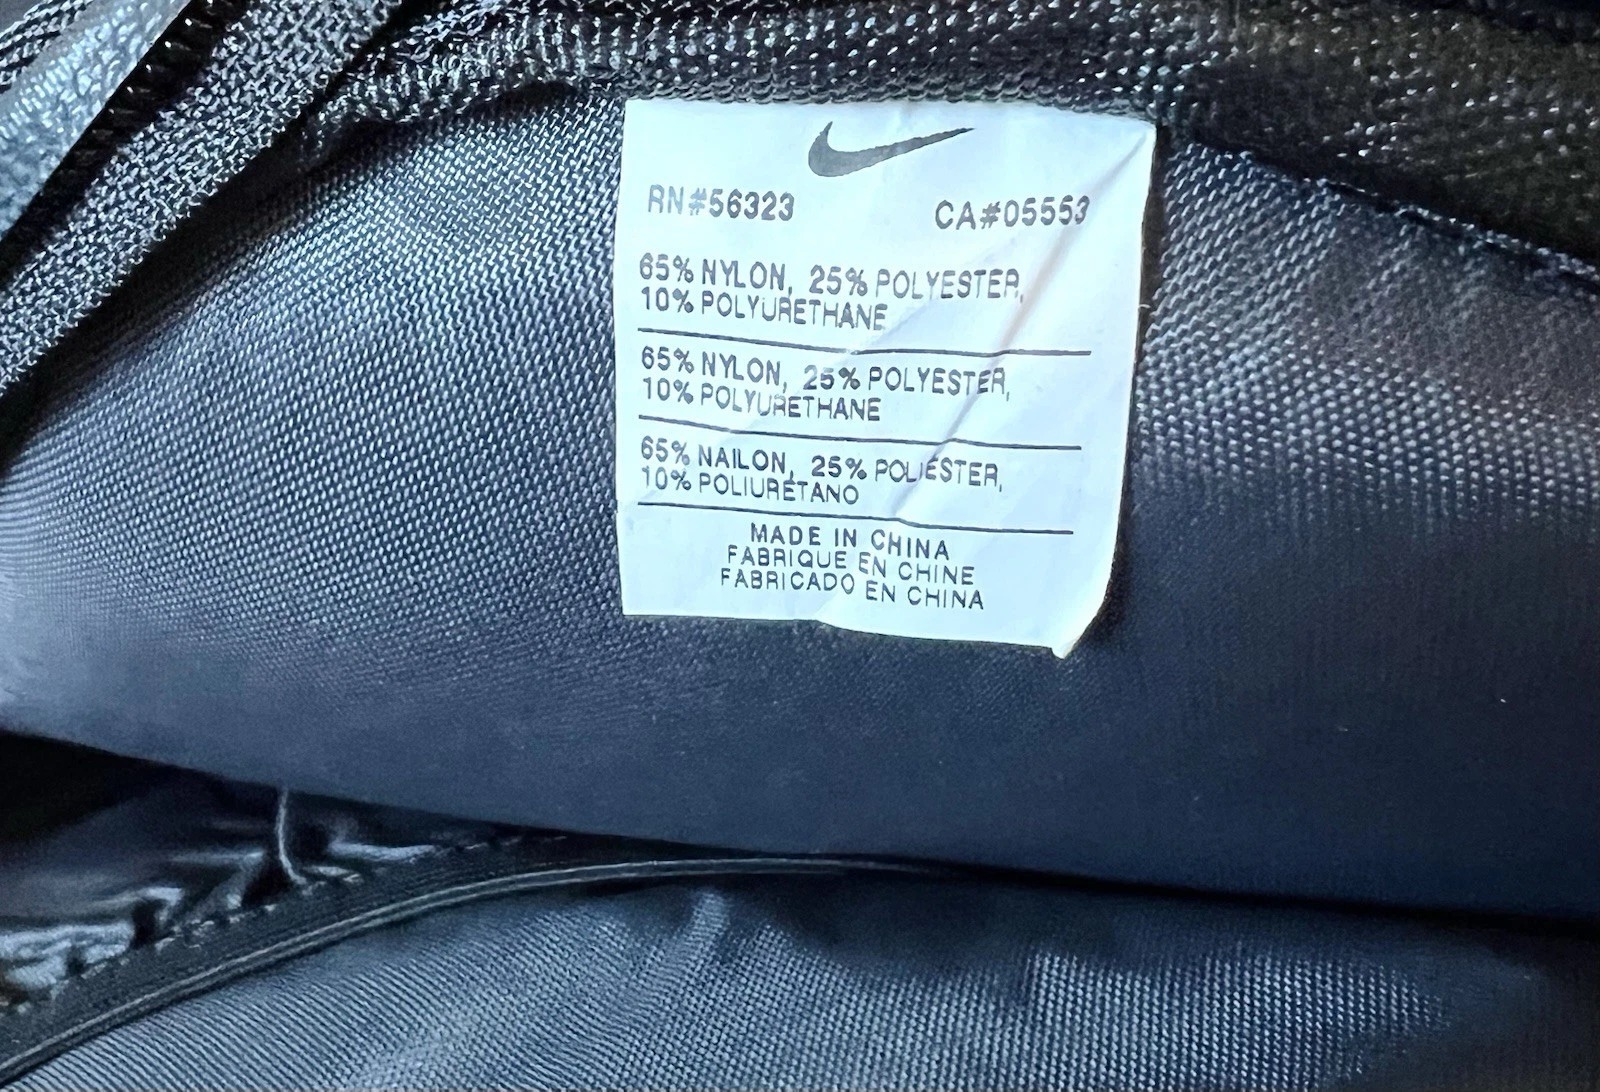 RN#56323 CA#05553
65% NYLON, 25% POLYESTER,
10% POLYURETHANE
65% NYLON, 25% POLYESTER,
10% POLYURETHANE
65% NAILON, 25% POLIESTER,
10% POLIURETANO
MADE IN CHINA
FABRIQUE EN CHINE
FABRICADO EN CHINA